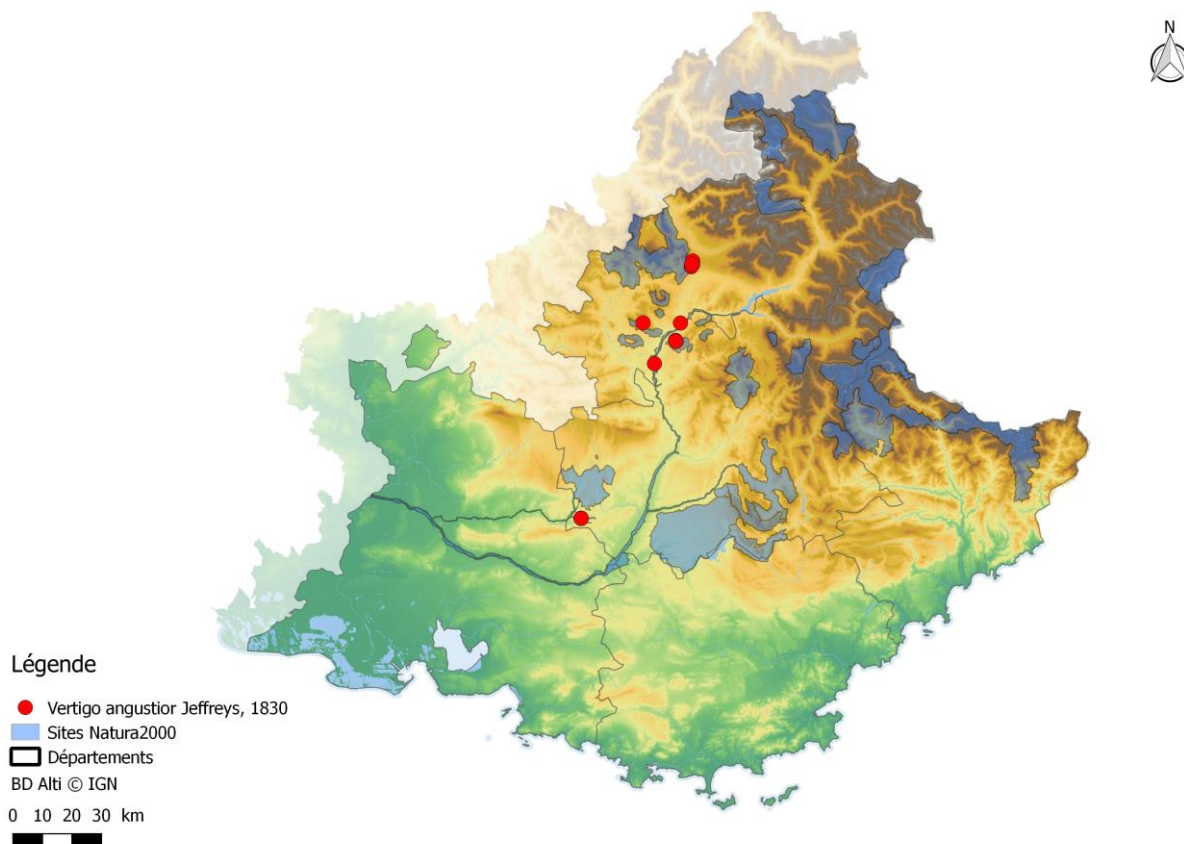 N
Légende
Vertigo angustior Jeffreys, 1830
Sites Natura2000
Départements
BD Alti © IGN
0 10 20 30 km